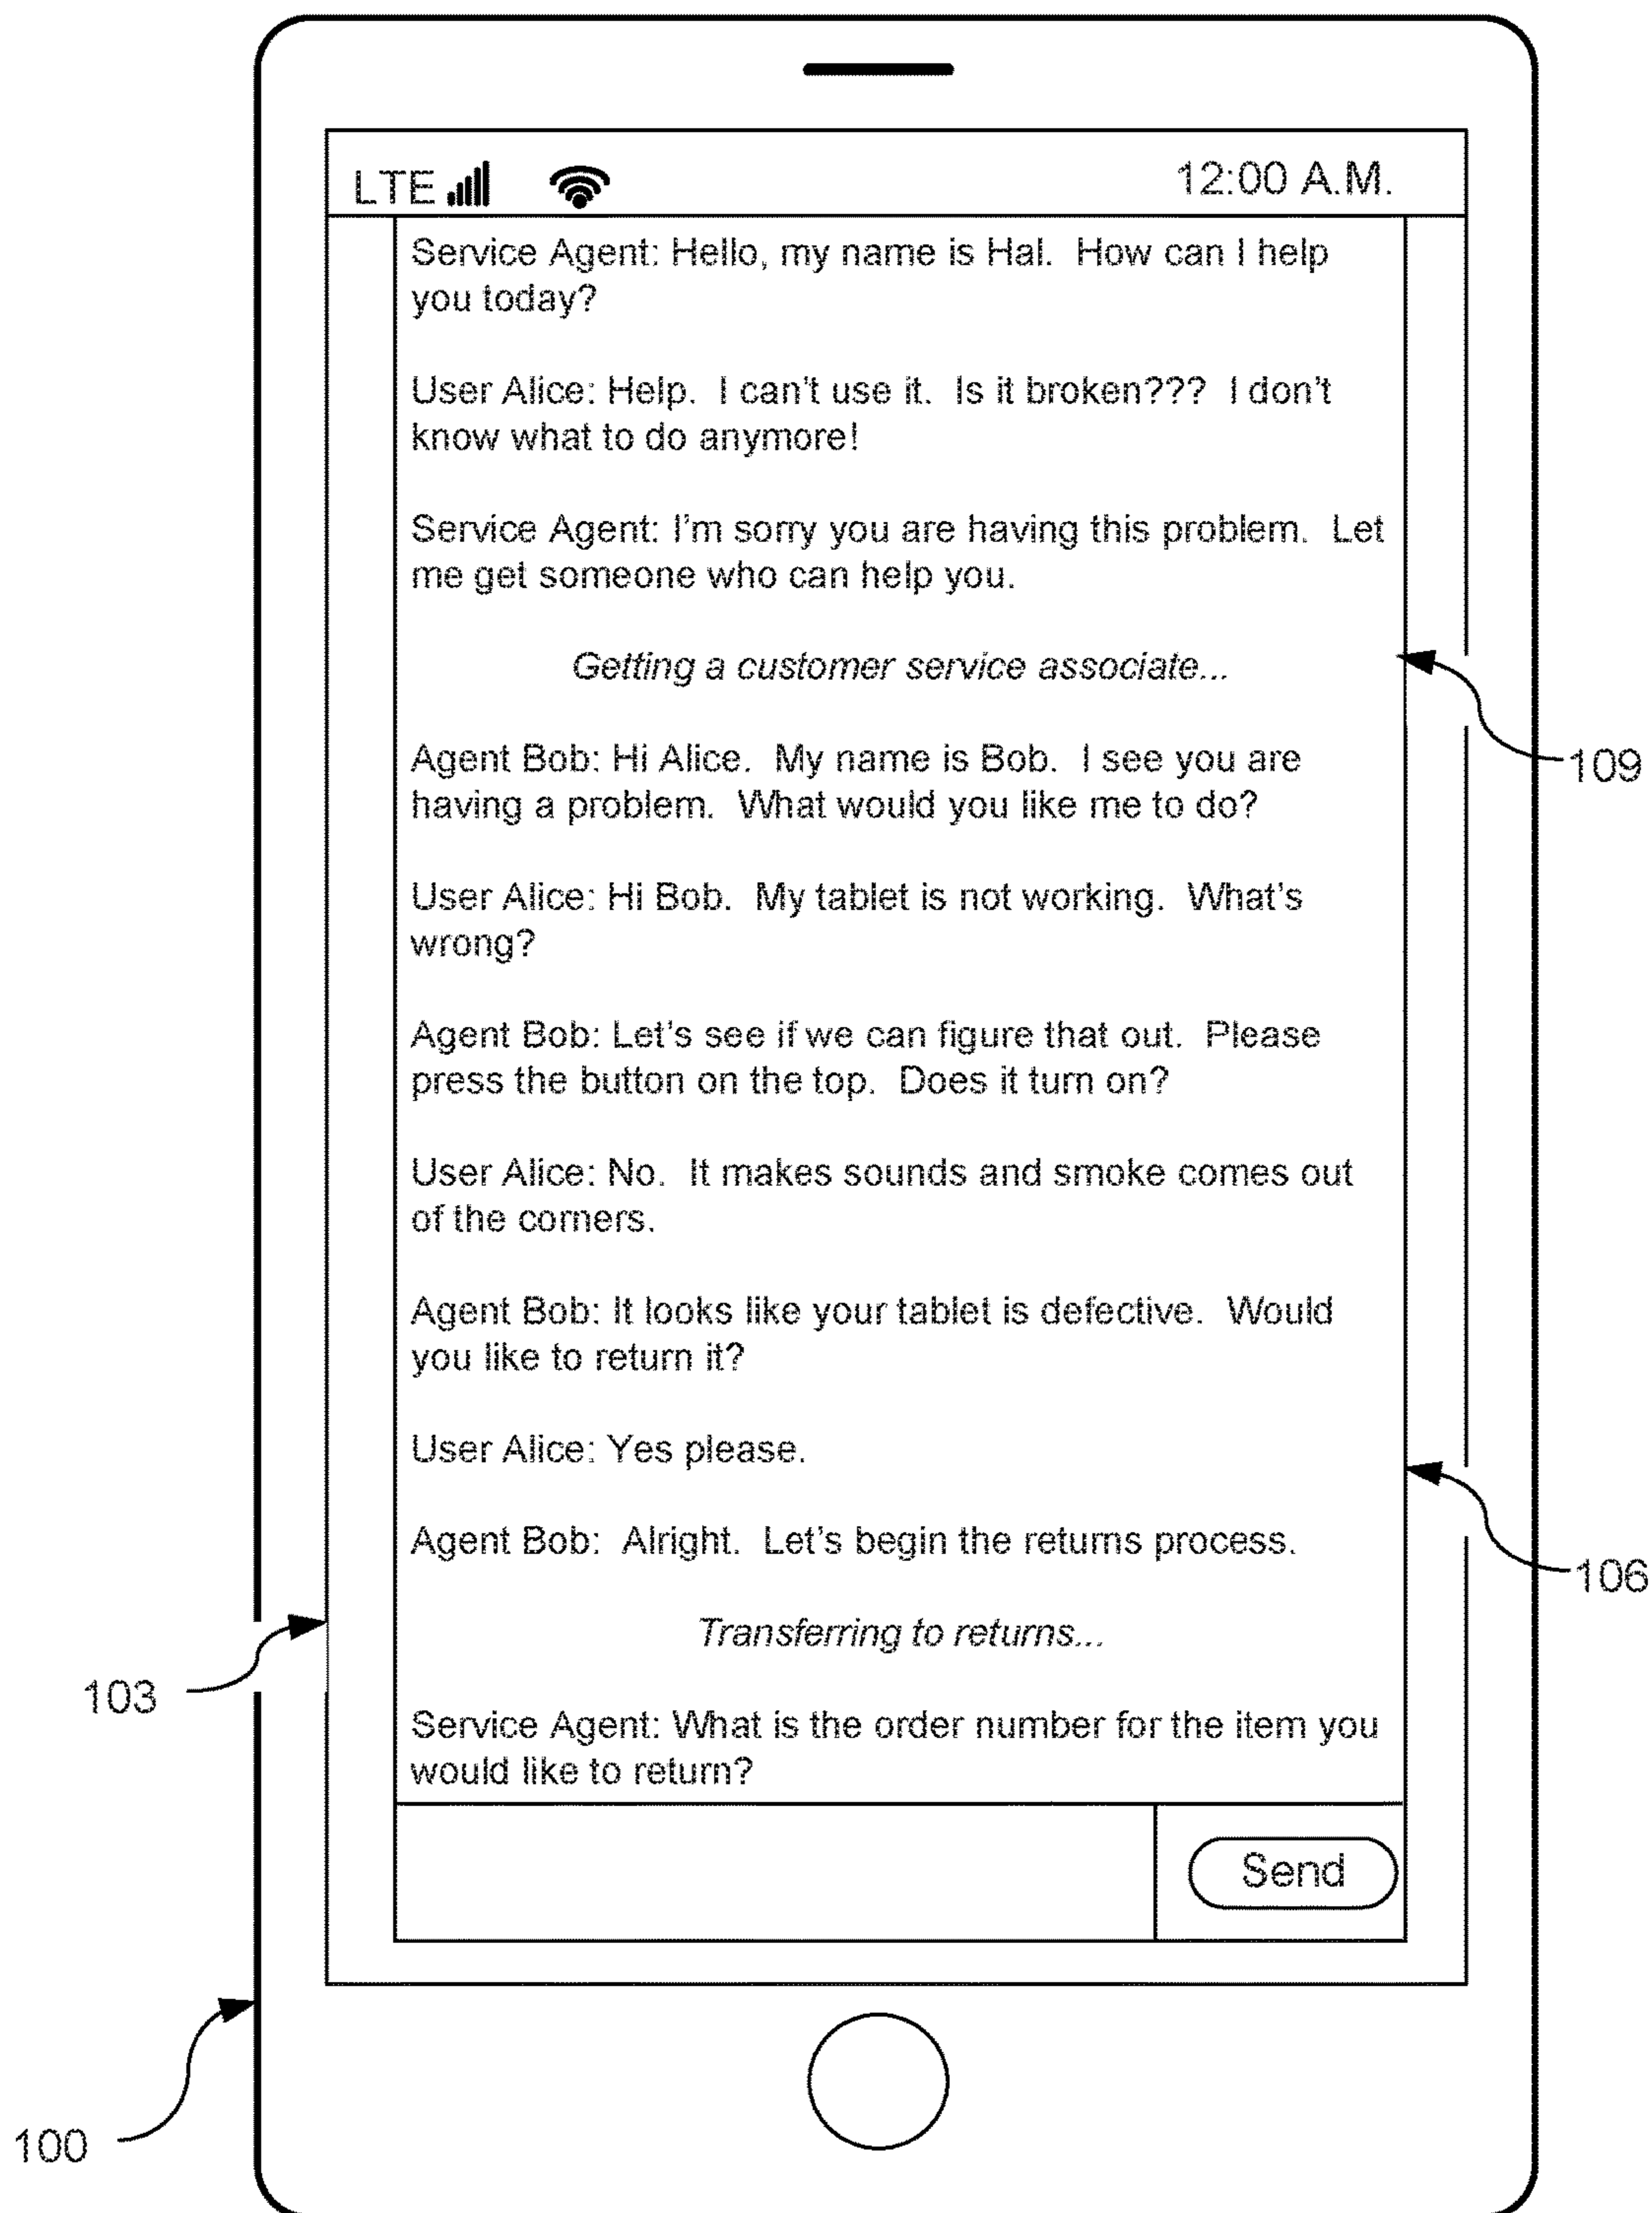 LTE 12:00 A.M.
Service Agent: Hello, my name is Hal. How can I help
you today?
User Alice: Help. I can't use it. Is it broken??? I don't
know what to do anymore!
Service Agent: I'm sorry you are having this problem. Let
me get someone who can help you.
Getting a customer service associate...
109
Agent Bob: Hi Alice. My name is Bob. I see you are
having a problem. What would you like me to do?
User Alice: Hi Bob. My tablet is not working. What's
wrong?
Agent Bob: Let's see if we can figure that out. Please
press the button on the top. Does it turn on?
User Alice: No. It makes sounds and smoke comes out
of the corners.
Agent Bob: It looks like your tablet is defective. Would
you like to return it?
User Alice: Yes please.
Agent Bob: Alright. Let's begin the returns process.
106
Transferring to returns...
103
Service Agent: What is the order number for the item you
would like to return?
Send
100